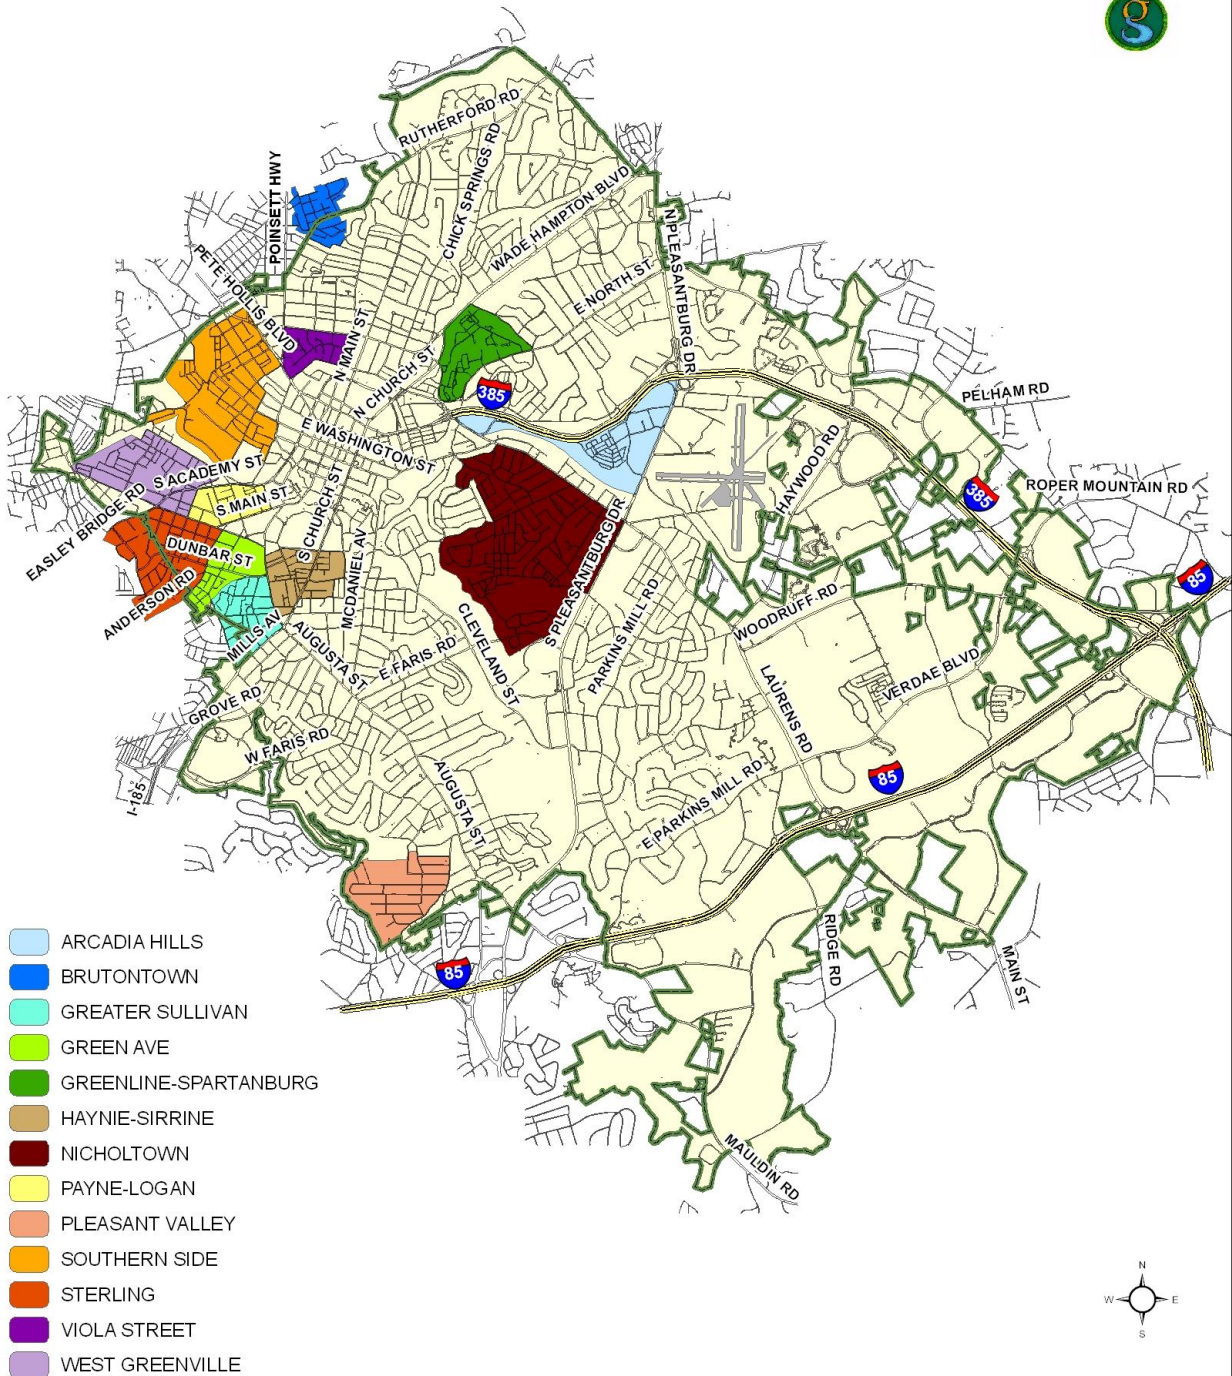 g
RUTHERFORD RD
CHICK SPRINGS RD
POINSETT HWY
WADE HAMPTON BLVD
N PLEASANTBURG DR
PETE HOLLIS BLVD
E NORTH ST
N MAIN ST
N CHURCH ST
385
PELHAM RD
E WASHINGTON ST
HAYWOOD RD
S ACADEMY ST
ROPER MOUNTAIN RD
385
EASLEY BRIDGE RD
S MAIN ST
S CHURCH ST
DUNBAR ST
MCDANIEL AV
S PLEASANTBURG DR
85
ANDERSON RD
PARKINS MILL RD
WOODRUFF RD
MILLS AV
AUGUSTA ST
E FARIS RD
CLEVELAND ST
VERDAE BLVD
LAURENS RD
GROVE RD
W FARIS RD
85
I-185
AUGUSTA ST
E PARKINS MILL RD
RIDGE RD
MAIN ST
85
MAULDIN RD
ARCADIA HILLS
BRUTONTOWN
GREATER SULLIVAN
GREEN AVE
GREENLINE-SPARTANBURG
HAYNIE-SIRRINE
NICHOLTOWN
PAYNE-LOGAN
PLEASANT VALLEY
SOUTHERN SIDE
STERLING
VIOLA STREET
WEST GREENVILLE
N
W E
S